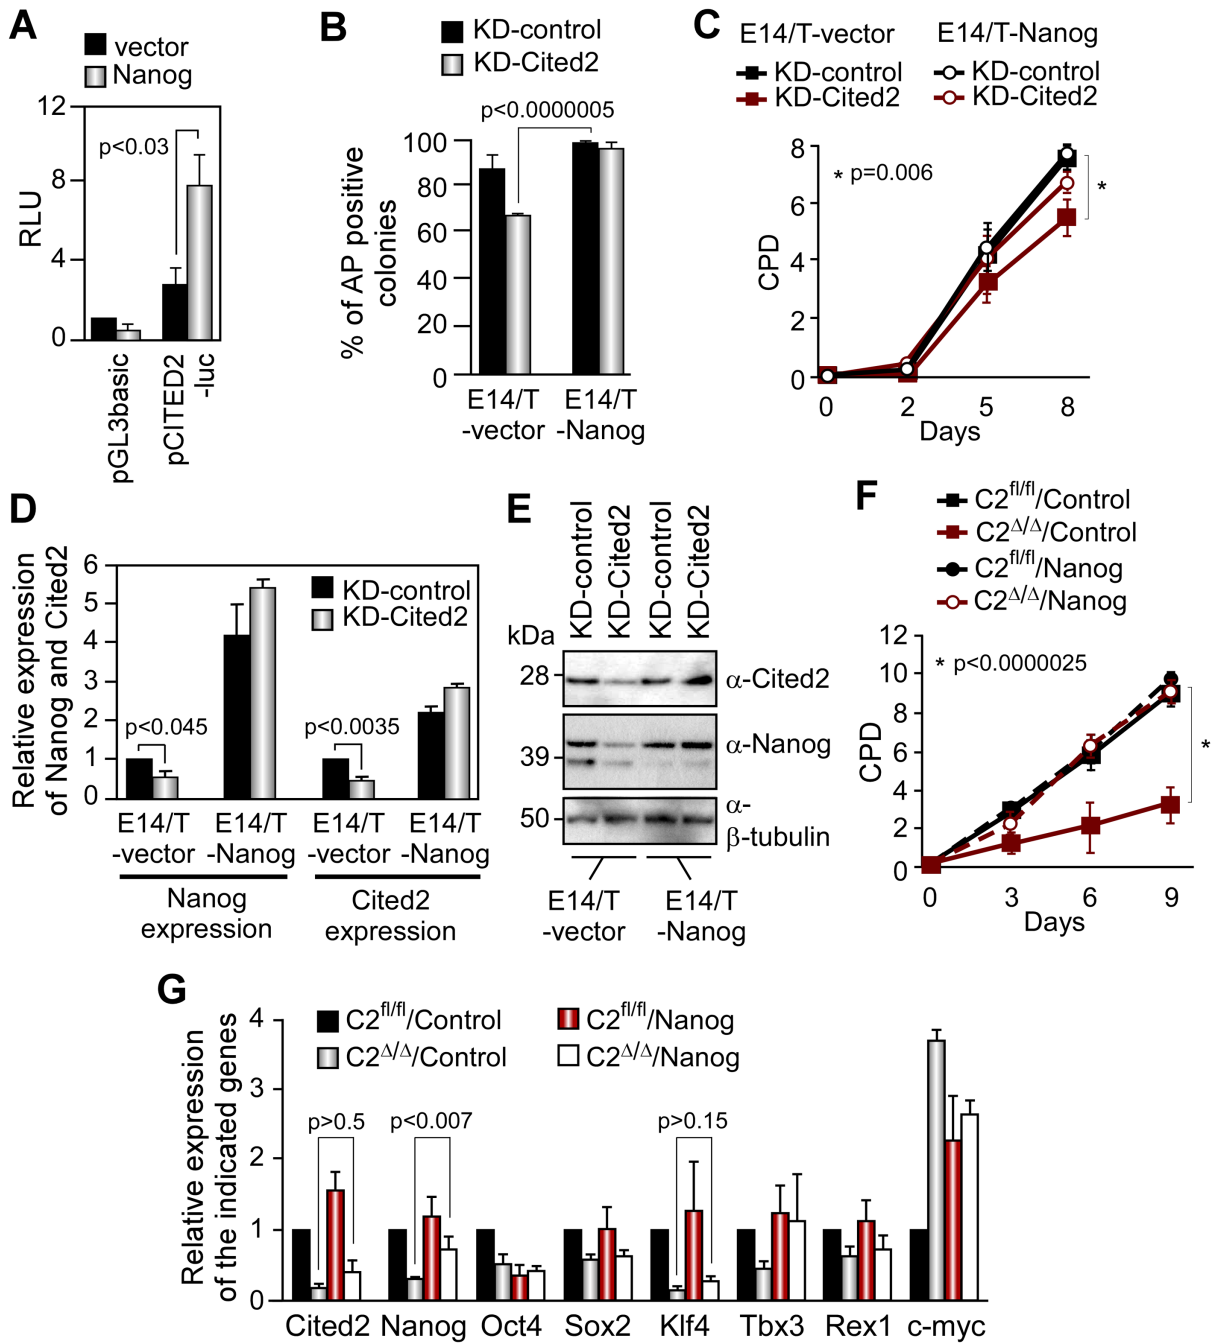 A
vector
Nanog
12
8
4
0
RLU
p<0.03
pGL3basic
pCITED2
-luc
B
KD-control
KD-Cited2
p<0.0000005
100
80
60
40
20
0
% of AP positive
colonies
E14/T
-vector
E14/T
-Nanog
C
E14/T-vector
E14/T-Nanog
KD-control
KD-Cited2
KD-control
KD-Cited2
8
6
4
2
0
CPD
* p=0.006
*
0 2 5 8
Days
D
Relative expression
of Nanog and Cited2
6
5
4
3
2
1
0
KD-control
KD-Cited2
p<0.045
p<0.0035
E14/T
-vector
E14/T
-Nanog
E14/T
-vector
E14/T
-Nanog
Nanog
expression
Cited2
expression
E
KD-control
KD-Cited2
KD-control
KD-Cited2
kDa
28
α-Cited2
39
α-Nanog
50
α-
β-tubulin
E14/T
-vector
E14/T
-Nanog
F
C2fl/fl/Control
C2Δ/Δ/Control
C2fl/fl/Nanog
C2Δ/Δ/Nanog
12
10
8
6
4
2
0
CPD
* p<0.0000025
*
0 3 6 9
Days
G
Relative expression
of the indicated genes
4
3
2
1
0
C2fl/fl/Control
C2Δ/Δ/Control
C2fl/fl/Nanog
C2Δ/Δ/Nanog
p>0.5
p<0.007
p>0.15
Cited2 Nanog Oct4 Sox2 Klf4 Tbx3 Rex1 c-myc